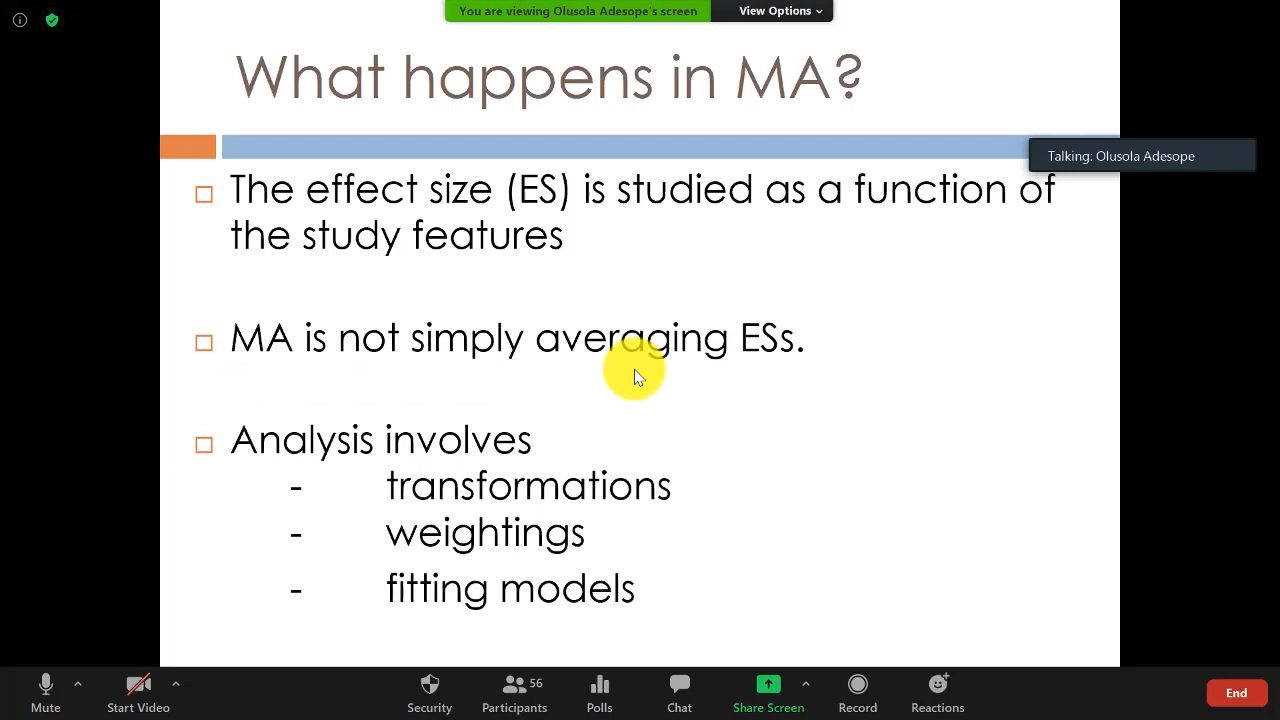 You are viewing Olusola Adesope's screen
View Options
What happens in MA?
Talking: Olusola Adesope
The effect size (ES) is studied as a function of
the study features
MA is not simply averaging ESs.
Analysis involves
- transformations
- weightings
- fitting models
Mute
Start Video
Security
56
Participants
Polls
Chat
Share Screen
Record
Reactions
End